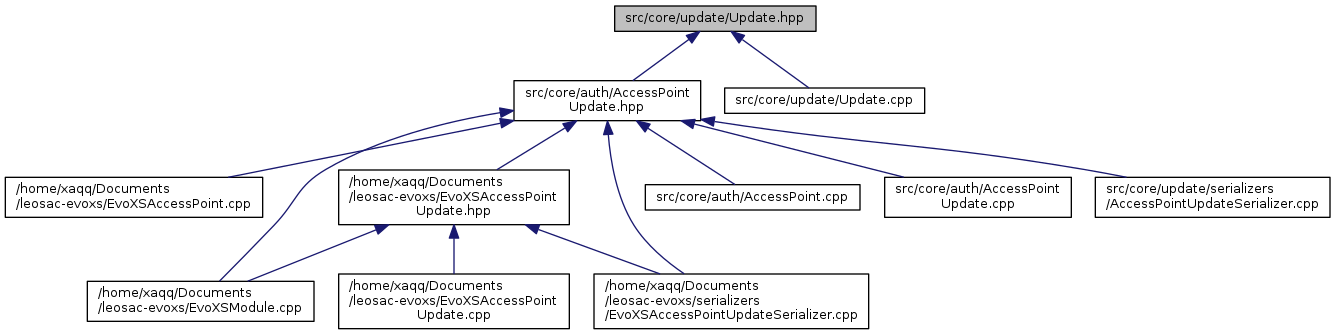 src/core/update/Update.hpp
src/core/auth/AccessPoint
Update.hpp
src/core/update/Update.cpp
/home/xaqq/Documents
/leosac-evoxs/EvoXSAccessPoint.cpp
/home/xaqq/Documents
/leosac-evoxs/EvoXSAccessPoint
Update.hpp
src/core/auth/AccessPoint.cpp
src/core/auth/AccessPoint
Update.cpp
src/core/update/serializers
/AccessPointUpdateSerializer.cpp
/home/xaqq/Documents
/leosac-evoxs/EvoXSModule.cpp
/home/xaqq/Documents
/leosac-evoxs/EvoXSAccessPoint
Update.cpp
/home/xaqq/Documents
/leosac-evoxs/serializers
/EvoXSAccessPointUpdateSerializer.cpp